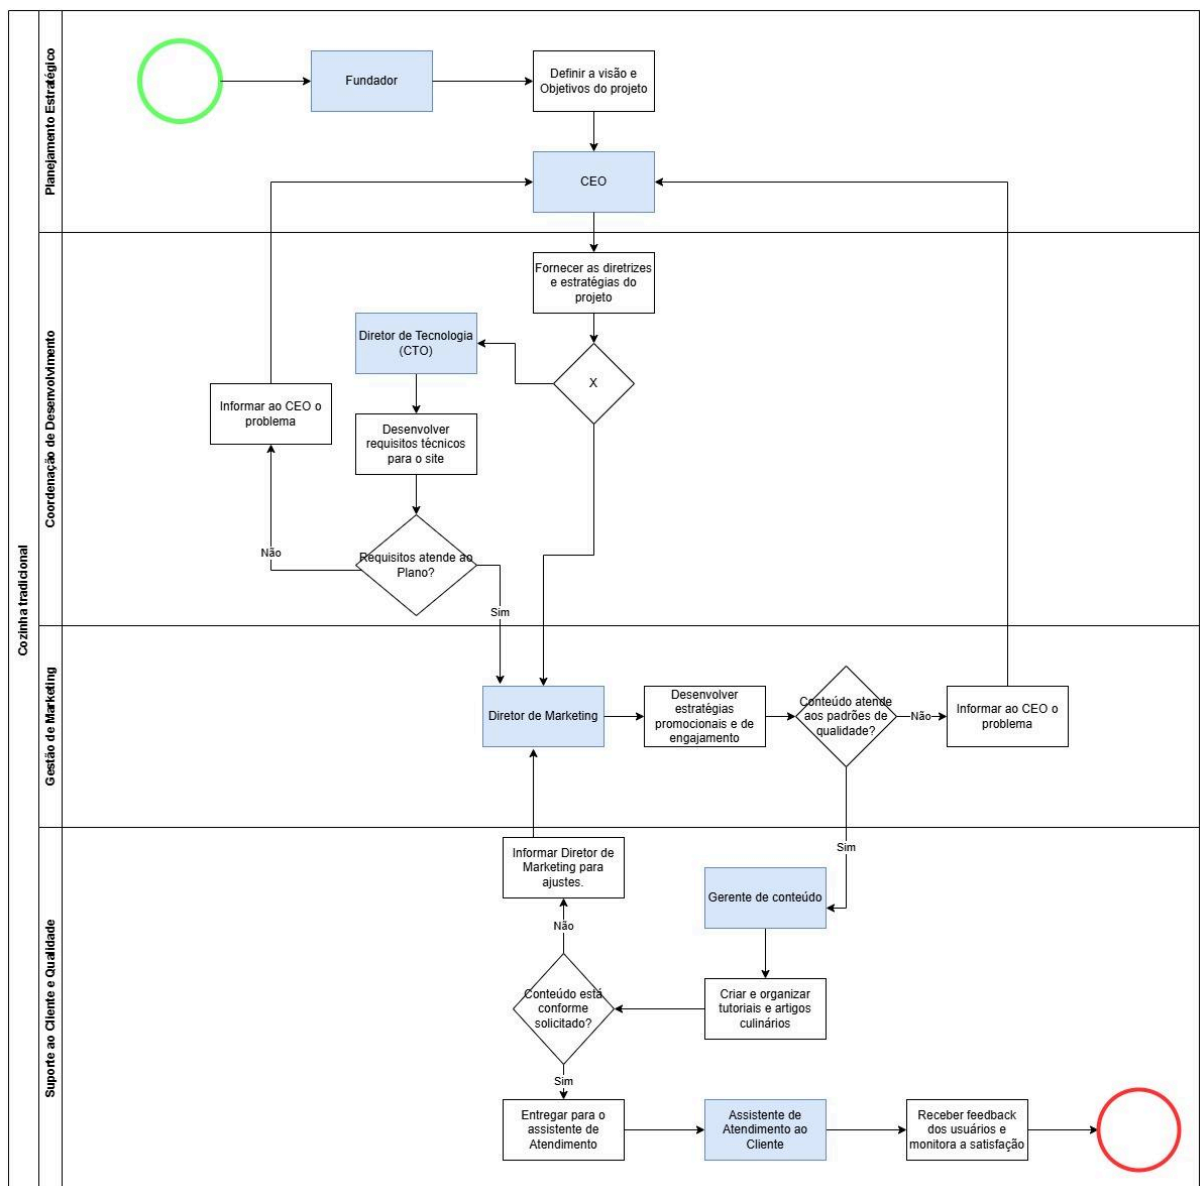 Cozinha tradicional
Planejamento Estratégico
Fundador
Definir a visão e
Objetivos do projeto
CEO
Coordenação de Desenvolvimento
Fornecer as diretrizes
e estratégias do
projeto
X
Diretor de Tecnologia
(CTO)
Informar ao CEO o
problema
Desenvolver
requisitos técnicos
para o site
Requisitos atende ao
Plano?
Não
Sim
Gestão de Marketing
Diretor de Marketing
Desenvolver
estratégias
promocionais e de
engajamento
Conteúdo atende
aos padrões de
qualidade?
Não
Informar ao CEO o
problema
Sim
Suporte ao Cliente e Qualidade
Informar Diretor de
Marketing para
ajustes.
Gerente de conteúdo
Não
Conteúdo está
conforme
solicitado?
Criar e organizar
tutoriais e artigos
culinários
Sim
Entregar para o
assistente de
Atendimento
Assistente de
Atendimento ao
Cliente
Receber feedback
dos usuários e
monitora a satisfação